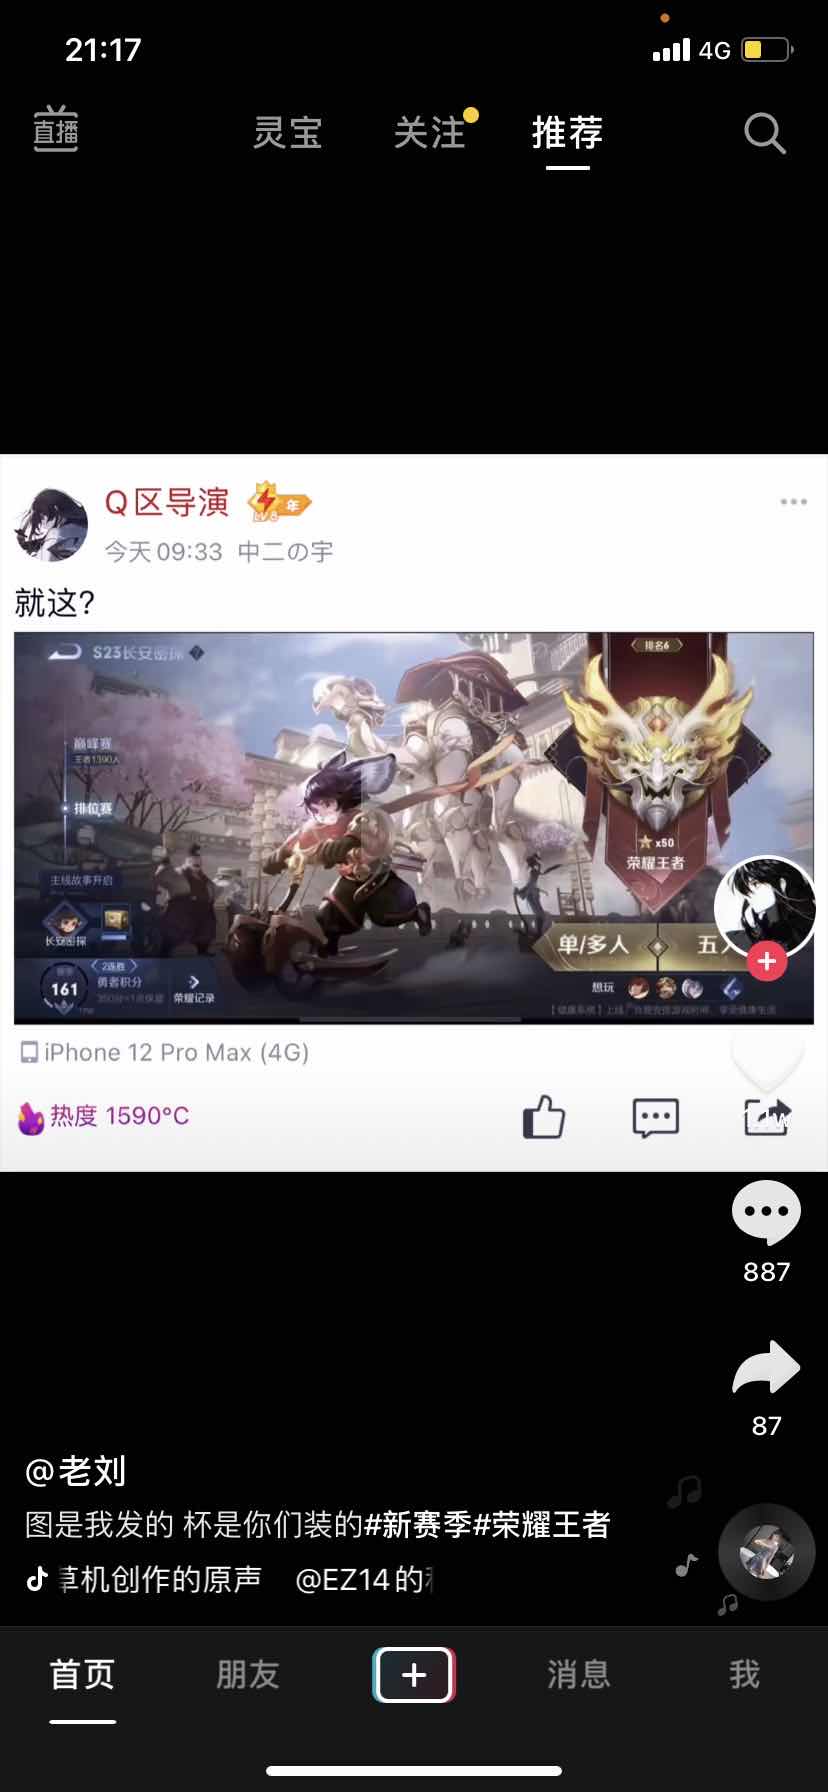 21:17
4G
直播
灵宝
关注
推荐
Q区导演
年
今天 09:33 中二の宇
就这?
S23长安密探
排名6
巅峰赛
王者1390人
排位赛
x50
荣耀王者
主线故事开启
长安密探
单/多人
五
2连胜
161
勇者积分
荣耀记录
想玩
iPhone 12 Pro Max (4G)
热度 1590°C
887
87
@老刘
图是我发的 杯是你们装的#新赛季#荣耀王者
机创作的原声 @EZ14的
首页
朋友
消息
我